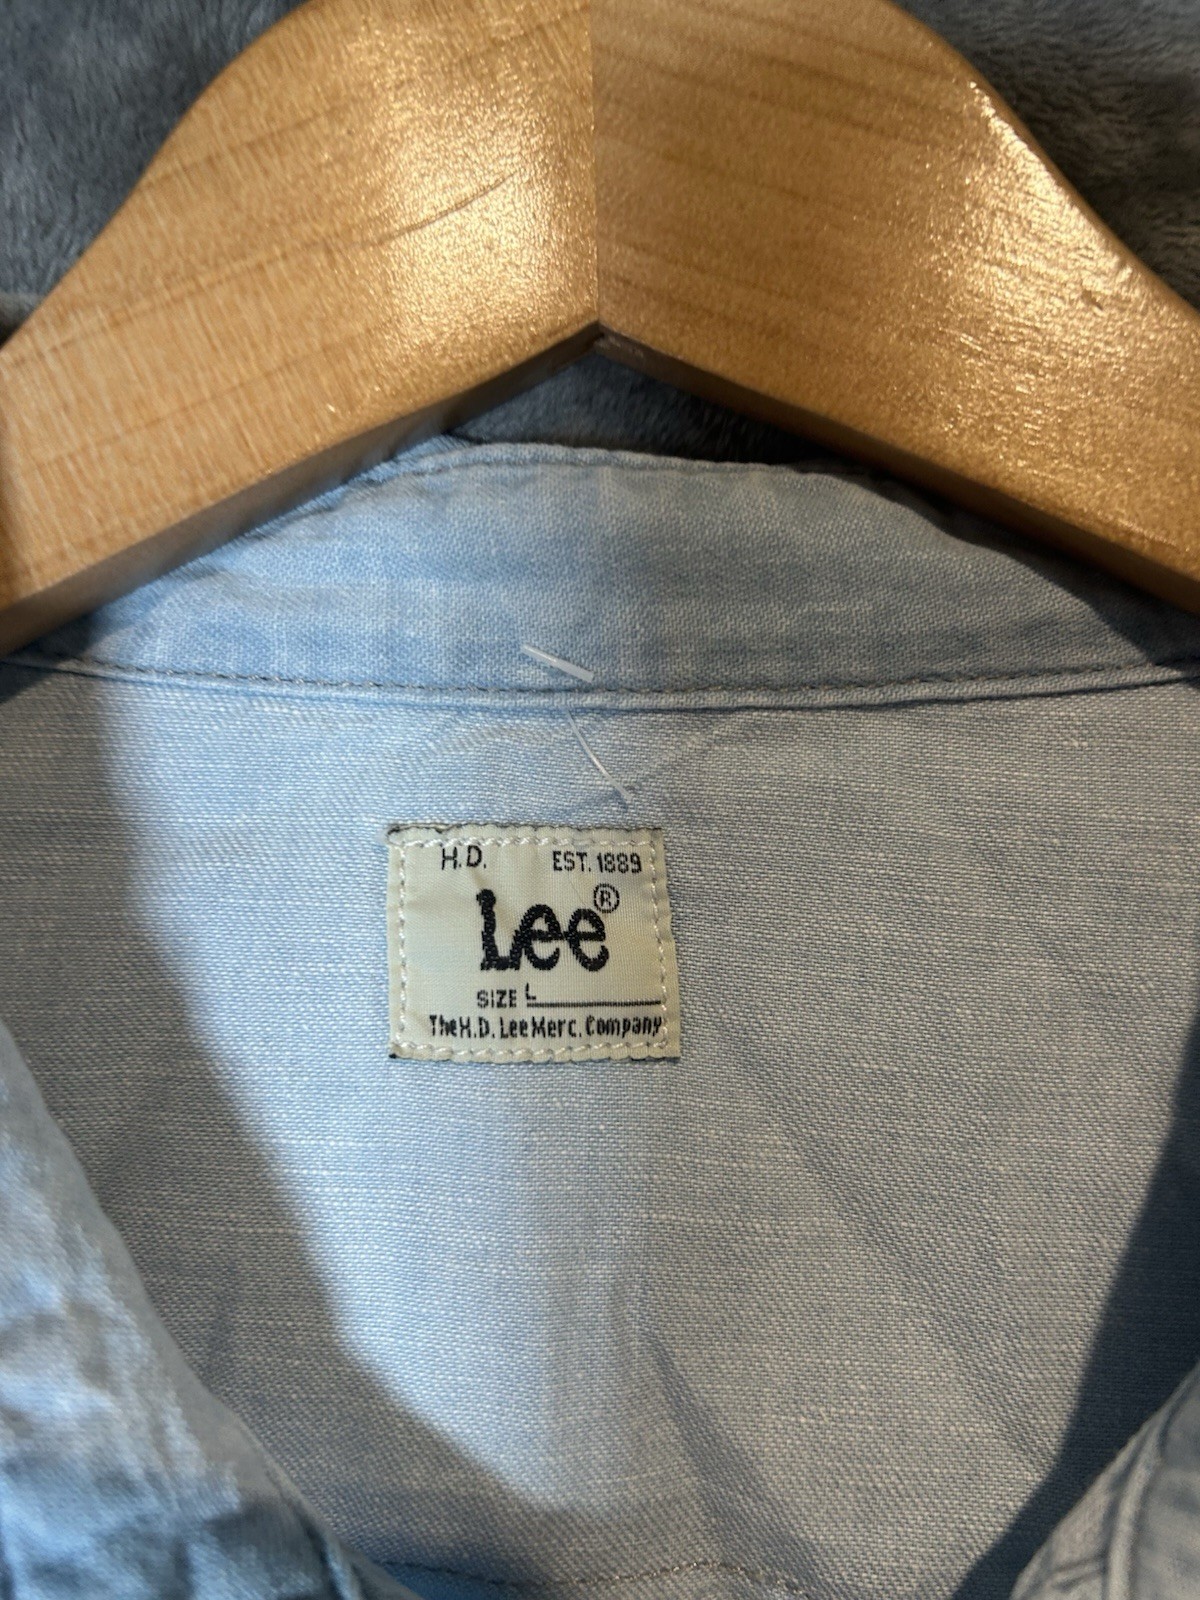 H.D. EST. 1889
Lee®
SIZE L
The H.D. Lee Merc. Company